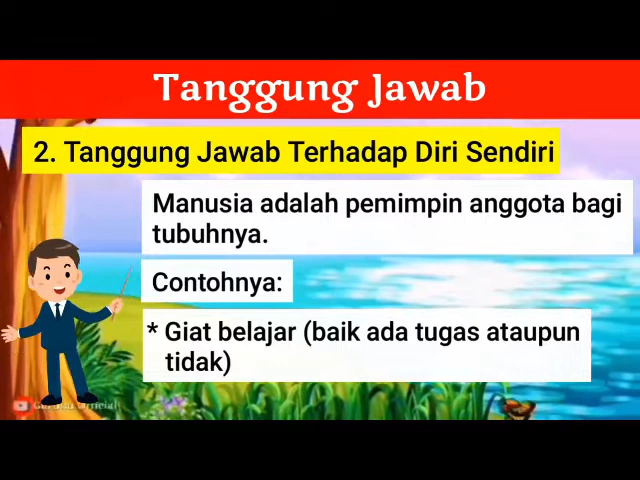 Tanggung Jawab
2. Tanggung Jawab Terhadap Diri Sendiri
Manusia adalah pemimpin anggota bagi
tubuhnya.
Contohnya:
* Giat belajar (baik ada tugas ataupun
tidak)